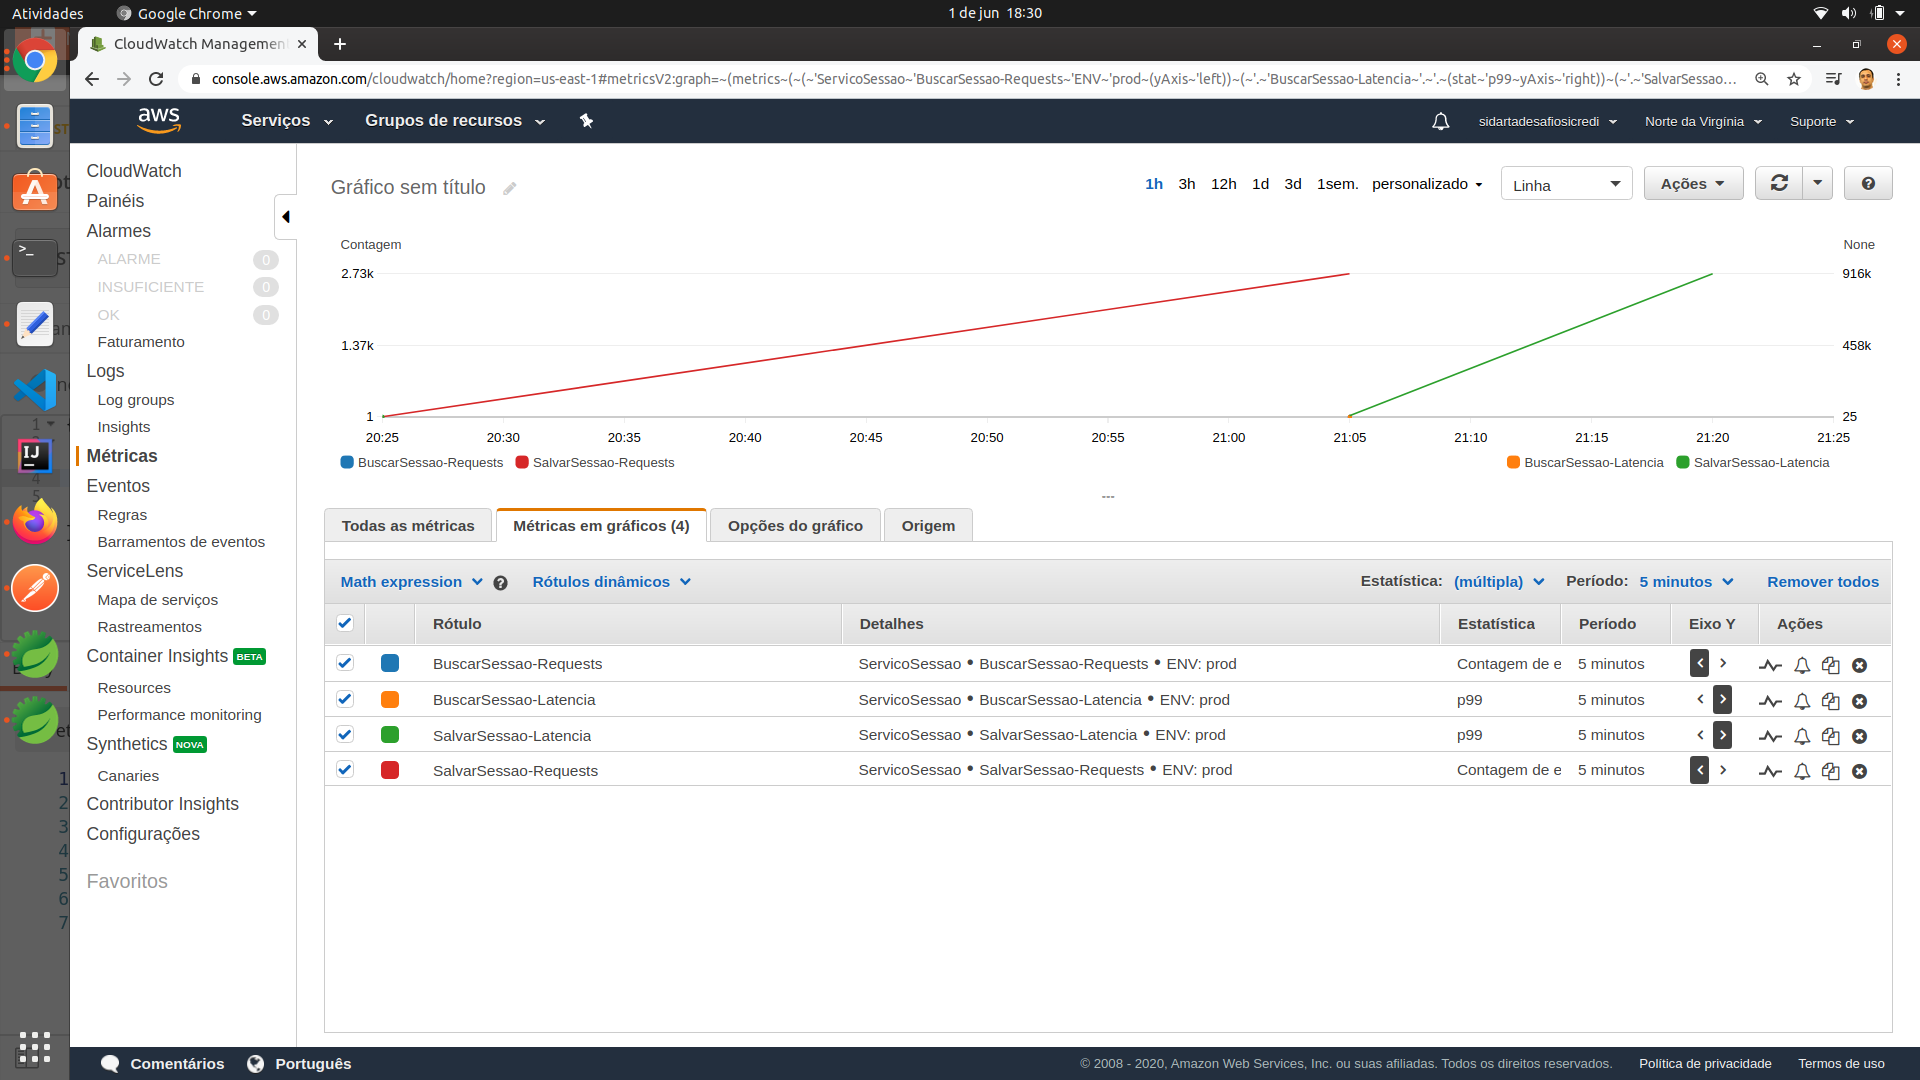 Atividades
Google Chrome
1 de jun 18:30
CloudWatch Management
console.aws.amazon.com/cloudwatch/home?region=us-east-1#metricsV2:graph=~(metrics~(~(~'ServicoSessao~'BuscarSessao-Requests~'ENV~'prod~(yAxis~'left))~(~'.~'BuscarSessao-Latencia~'.~'.~(stat~'p99~yAxis~'right))~(~'.~'SalvarSessao...
aws
Serviços
Grupos de recursos
sidartadesafiosicredi
Norte da Virgínia
Suporte
CloudWatch
Painéis
Alarmes
ALARME 0
INSUFICIENTE 0
OK 0
Faturamento
Logs
Log groups
Insights
Métricas
Eventos
Regras
Barramentos de eventos
ServiceLens
Mapa de serviços
Rastreamentos
Container Insights BETA
Resources
Performance monitoring
Synthetics NOVA
Canaries
Contributor Insights
Configurações
Favoritos
Gráfico sem título
1h 3h 12h 1d 3d 1sem. personalizado
Linha
Ações
Contagem
None
2.73k
916k
1.37k
458k
1
25
20:25 20:30 20:35 20:40 20:45 20:50 20:55 21:00 21:05 21:10 21:15 21:20 21:25
BuscarSessao-Requests SalvarSessao-Requests
BuscarSessao-Latencia SalvarSessao-Latencia
---
Todas as métricas
Métricas em gráficos (4)
Opções do gráfico
Origem
Math expression
Rótulos dinâmicos
Estatística: (múltipla)
Período: 5 minutos
Remover todos
Rótulo Detalhes Estatística Período Eixo Y Ações
BuscarSessao-Requests ServicoSessao • BuscarSessao-Requests • ENV: prod Contagem de e 5 minutos < >
BuscarSessao-Latencia ServicoSessao • BuscarSessao-Latencia • ENV: prod p99 5 minutos < >
SalvarSessao-Latencia ServicoSessao • SalvarSessao-Latencia • ENV: prod p99 5 minutos < >
SalvarSessao-Requests ServicoSessao • SalvarSessao-Requests • ENV: prod Contagem de e 5 minutos < >
1
2
3
4
5
6
7
Comentários
Português
© 2008 - 2020, Amazon Web Services, Inc. ou suas afiliadas. Todos os direitos reservados.
Política de privacidade
Termos de uso